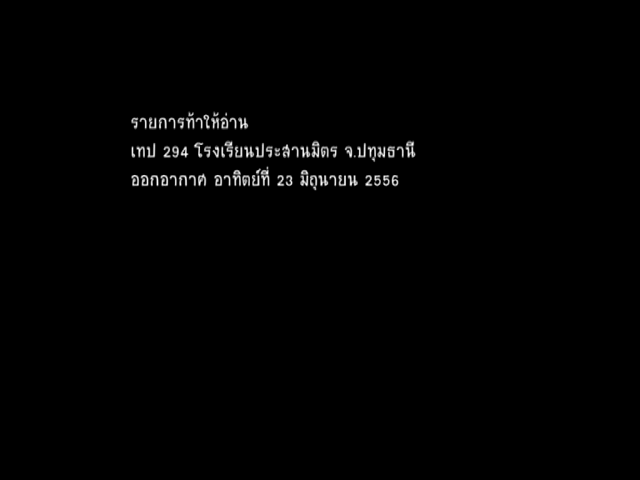 รายการท้าให้อ่าน
เทป 294 โรงเรียนประสานมิตร จ.ปทุมธานี
ออกอากาศ อาทิตย์ที่ 23 มิถุนายน 2556